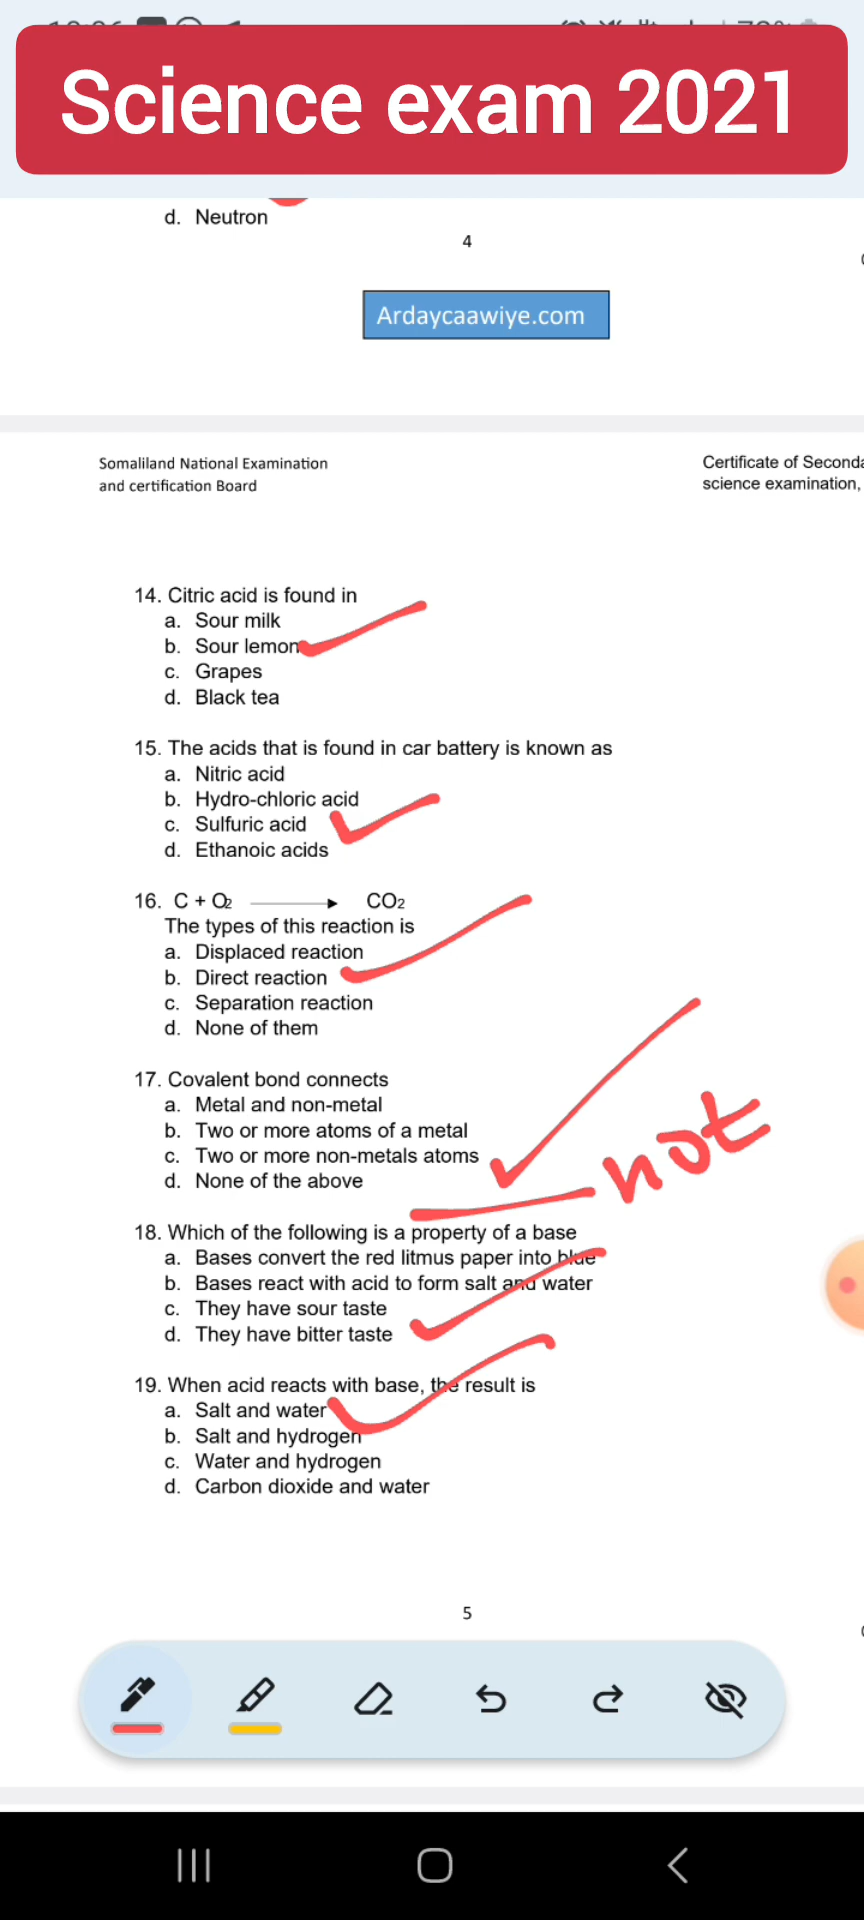 Science exam 2021
d. Neutron
4
Ardaycaawiye.com
Somaliland National Examination
and certification Board
Certificate of Seconda
science examination,
14. Citric acid is found in
a. Sour milk
b. Sour lemon
c. Grapes
d. Black tea
15. The acids that is found in car battery is known as
a. Nitric acid
b. Hydro-chloric acid
c. Sulfuric acid
d. Ethanoic acids
16. C + O2 → CO2
The types of this reaction is
a. Displaced reaction
b. Direct reaction
c. Separation reaction
d. None of them
17. Covalent bond connects
a. Metal and non-metal
b. Two or more atoms of a metal
c. Two or more non-metals atoms
d. None of the above
not
18. Which of the following is a property of a base
a. Bases convert the red litmus paper into blue
b. Bases react with acid to form salt and water
c. They have sour taste
d. They have bitter taste
19. When acid reacts with base, the result is
a. Salt and water
b. Salt and hydrogen
c. Water and hydrogen
d. Carbon dioxide and water
5